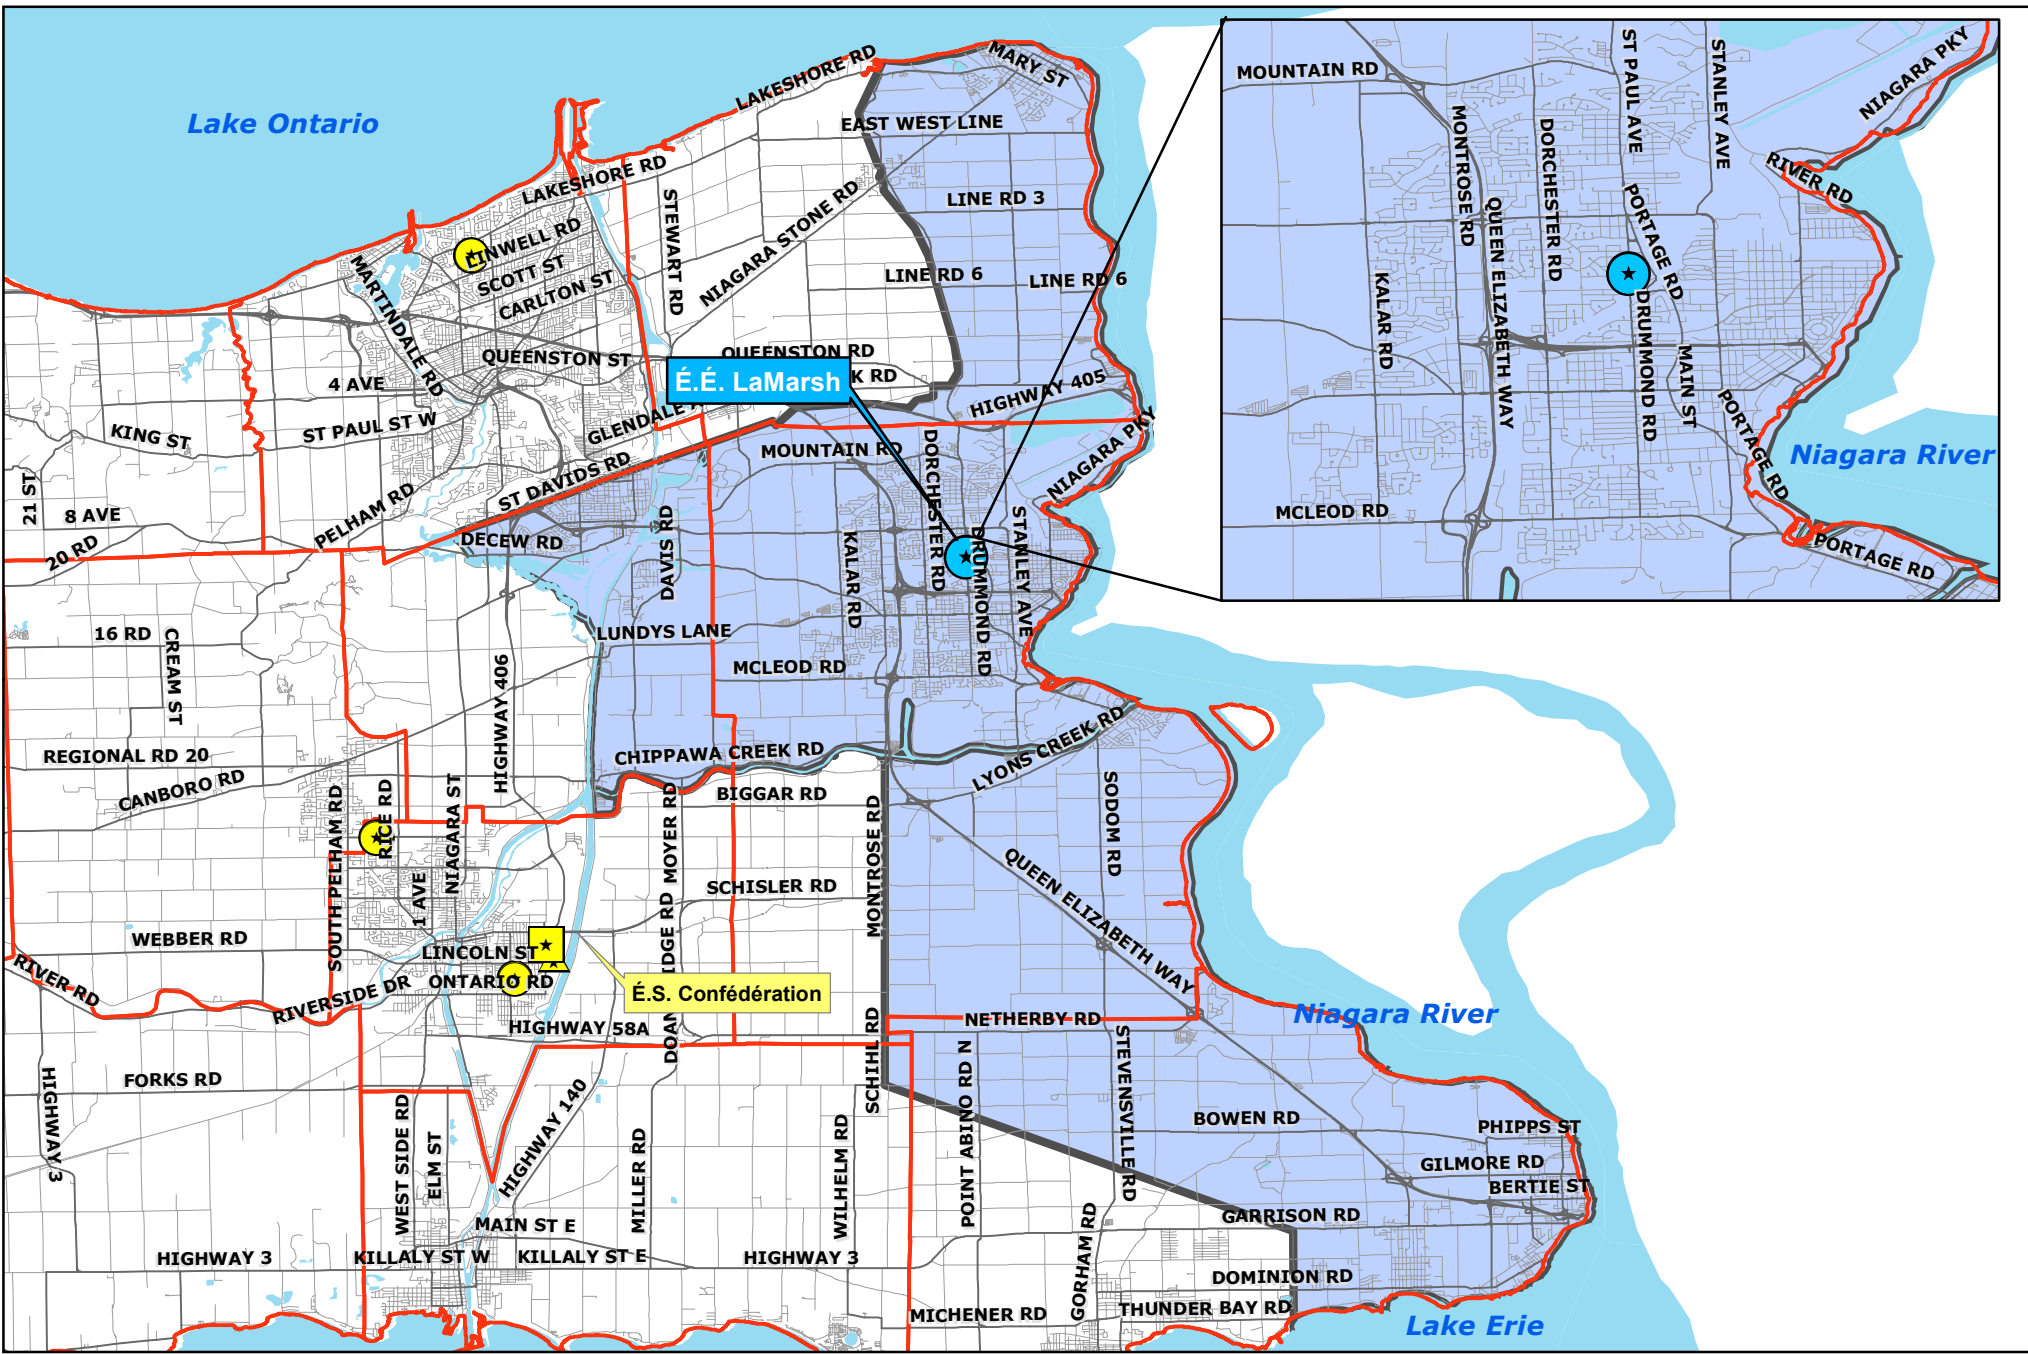 Lake Ontario
LAKESHORE RD
MARY ST
EAST WEST LINE
LAKESHORE RD
STEWART RD
LINE RD 3
NIAGARA STONE RD
LINWELL RD
SCOTT ST
CARLTON ST
MARTINDALE RD
LINE RD 6
LINE RD 6
QUEENSTON ST
QUEENSTON RD
É.É. LaMarsh
K RD
4 AVE
HIGHWAY 405
ST PAUL ST W
GLENDALE
KING ST
MOUNTAIN RD
DORCHESTER RD
NIAGARA PKY
ST DAVIDS RD
PELHAM RD
21 ST
8 AVE
20 RD
DECEW RD
DAVIS RD
KALAR RD
DRUMMOND RD
STANLEY AVE
16 RD
CREAM ST
LUNDYS LANE
MCLEOD RD
HIGHWAY 406
REGIONAL RD 20
CANBORO RD
CHIPPAWA CREEK RD
LYONS CREEK RD
BIGGAR RD
SODOM RD
SOUTH PELHAM RD
RICE RD
NIAGARA ST
MOYER RD
MONTROSE RD
1 AVE
SCHISLER RD
QUEEN ELIZABETH WAY
WEBBER RD
LINCOLN ST
ONTARIO RD
RIVER RD
RIVERSIDE DR
É.S. Confédération
DOAN
IDGE RD
HIGHWAY 58A
SCHIHL RD
NETHERBY RD
Niagara River
FORKS RD
HIGHWAY 3
HIGHWAY 140
WEST SIDE RD
ELM ST
MILLER RD
WILHELM RD
POINT ABINO RD N
STEVENSVILLE RD
BOWEN RD
PHIPPS ST
GILMORE RD
BERTIE ST
GARRISON RD
MAIN ST E
HIGHWAY 3
KILLALY ST W
KILLALY ST E
HIGHWAY 3
GORHAM RD
DOMINION RD
THUNDER BAY RD
MICHENER RD
Lake Erie
MOUNTAIN RD
ST PAUL AVE
STANLEY AVE
NIAGARA PKY
MONTROSE RD
DORCHESTER RD
RIVER RD
PORTAGE RD
QUEEN ELIZABETH WAY
KALAR RD
DRUMMOND RD
MAIN ST
PORTAGE RD
Niagara River
MCLEOD RD
PORTAGE RD